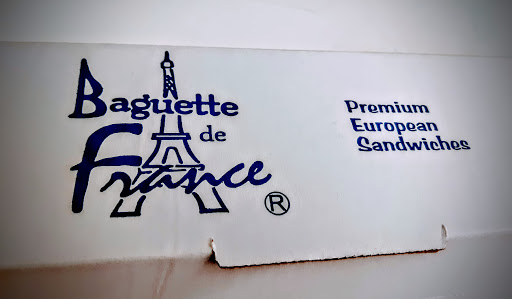 Baguette
de
France ®
Premium
European
Sandwiches